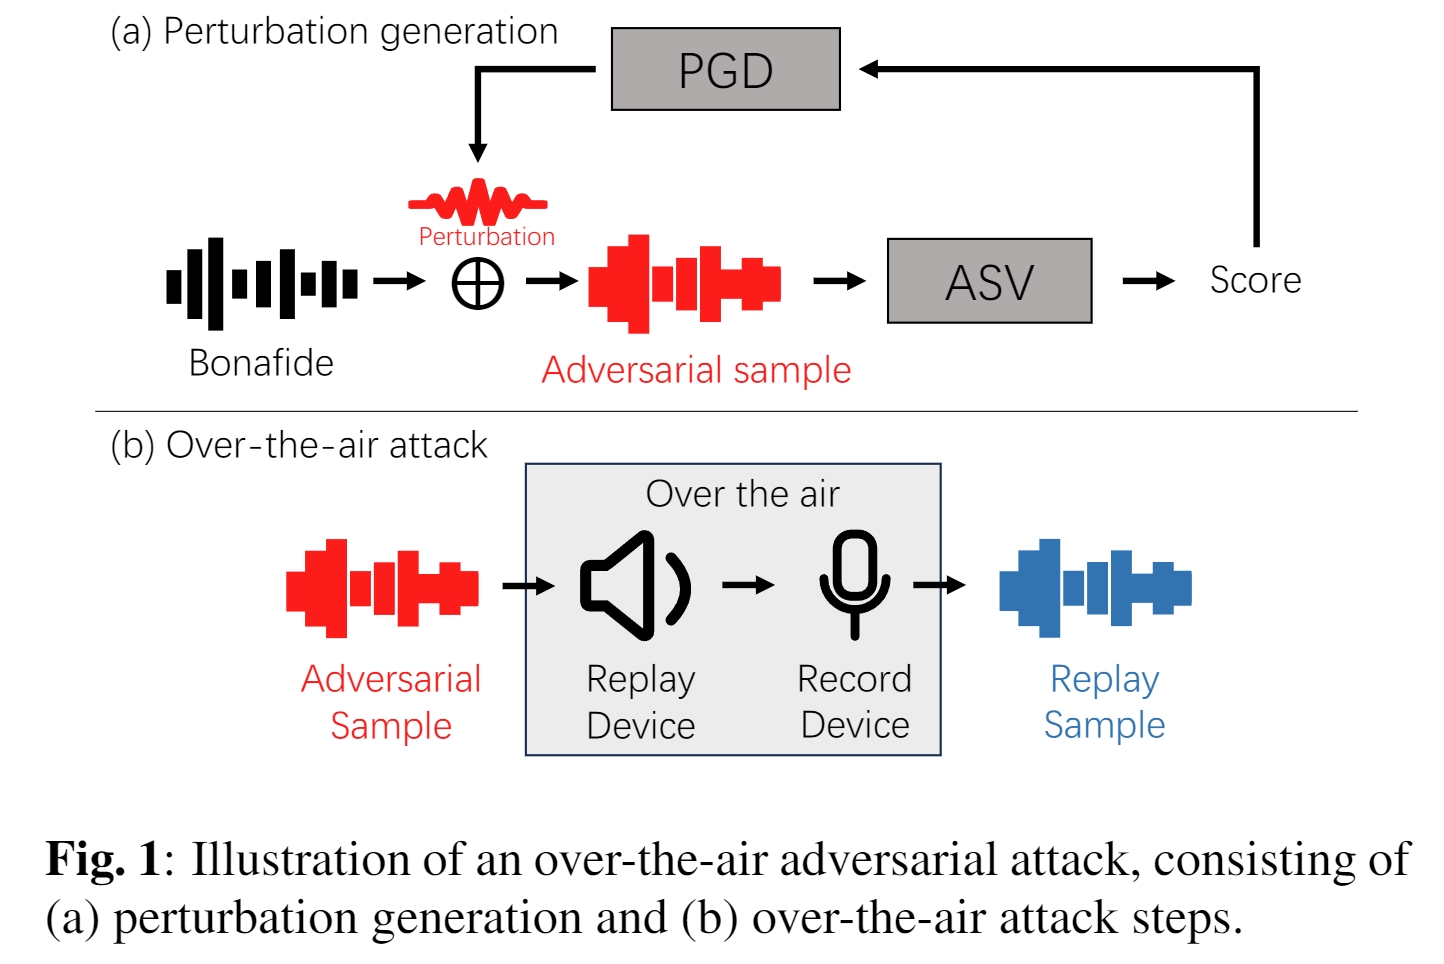 (a) Perturbation generation
PGD
Perturbation
ASV
Score
Bonafide
Adversarial sample
(b) Over-the-air attack
Over the air
Adversarial
Sample
Replay
Device
Record
Device
Replay
Sample
Fig. 1: Illustration of an over-the-air adversarial attack, consisting of
(a) perturbation generation and (b) over-the-air attack steps.